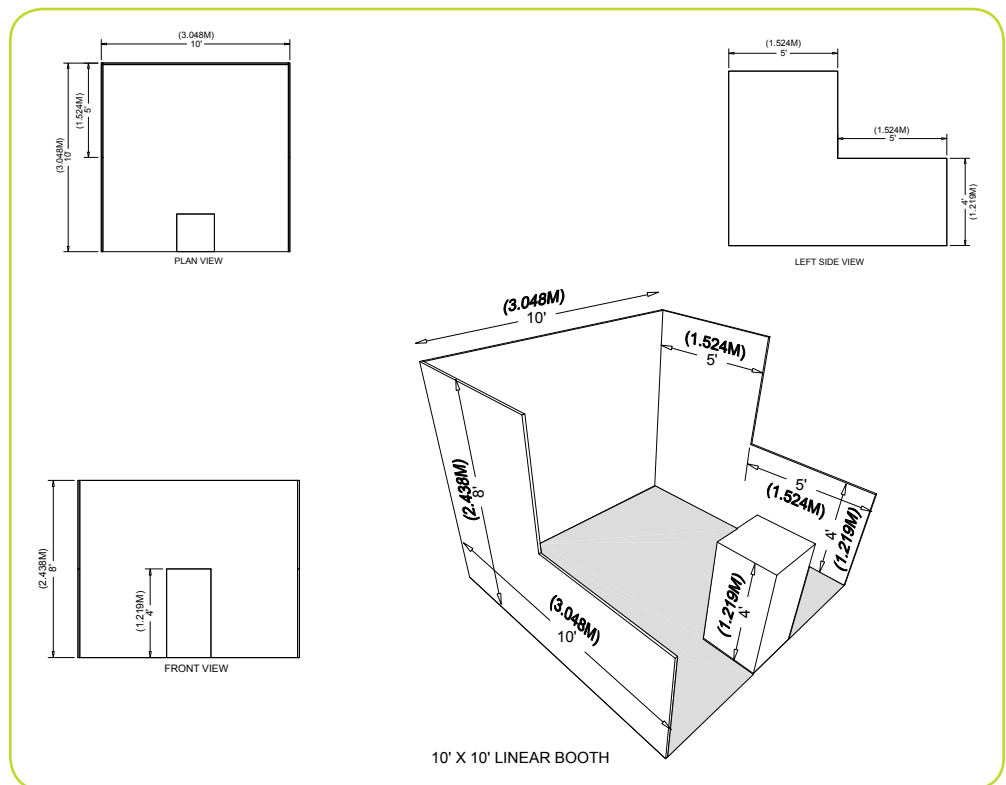 (3.048M)
10'
(1.524M)
5'
(3.048M)
10'
PLAN VIEW
(1.524M)
5'
(1.524M)
5'
4'
(1.219M)
LEFT SIDE VIEW
(3.048M)
10'
(1.524M)
5'
(2.438M)
8'
5'
(1.524M)
4'
(1.219M)
(1.219M)
4'
(3.048M)
10'
(2.438M)
8'
(1.219M)
4'
FRONT VIEW
10' X 10' LINEAR BOOTH